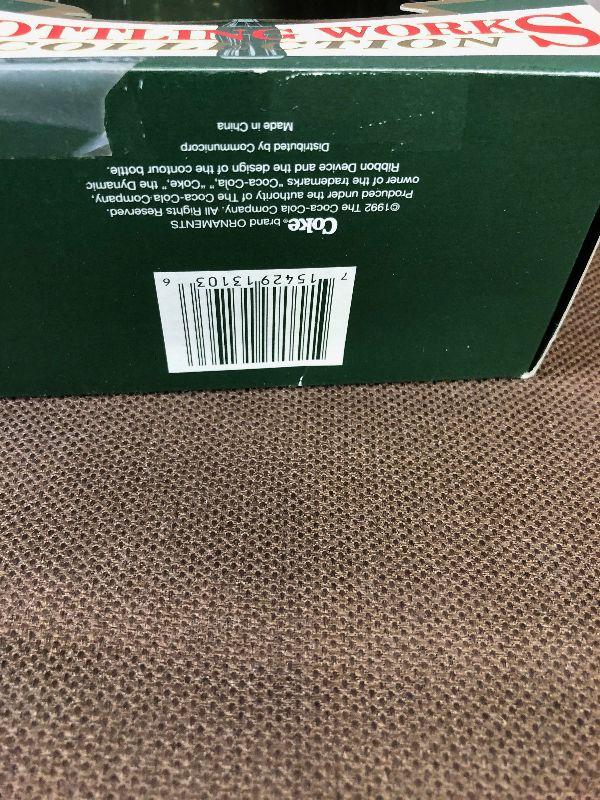 OTTLING WORKS
COLLECTION
Coke® brand ORNAMENTS
©1992 The Coca-Cola Company. All Rights Reserved.
Produced under the authority of The Coca-Cola Company,
owner of the trademarks "Coca-Cola," "Coke," the Dynamic
Ribbon Device and the design of the contour bottle.
Distributed by Communicorp
Made in China
7 15429 13103 6